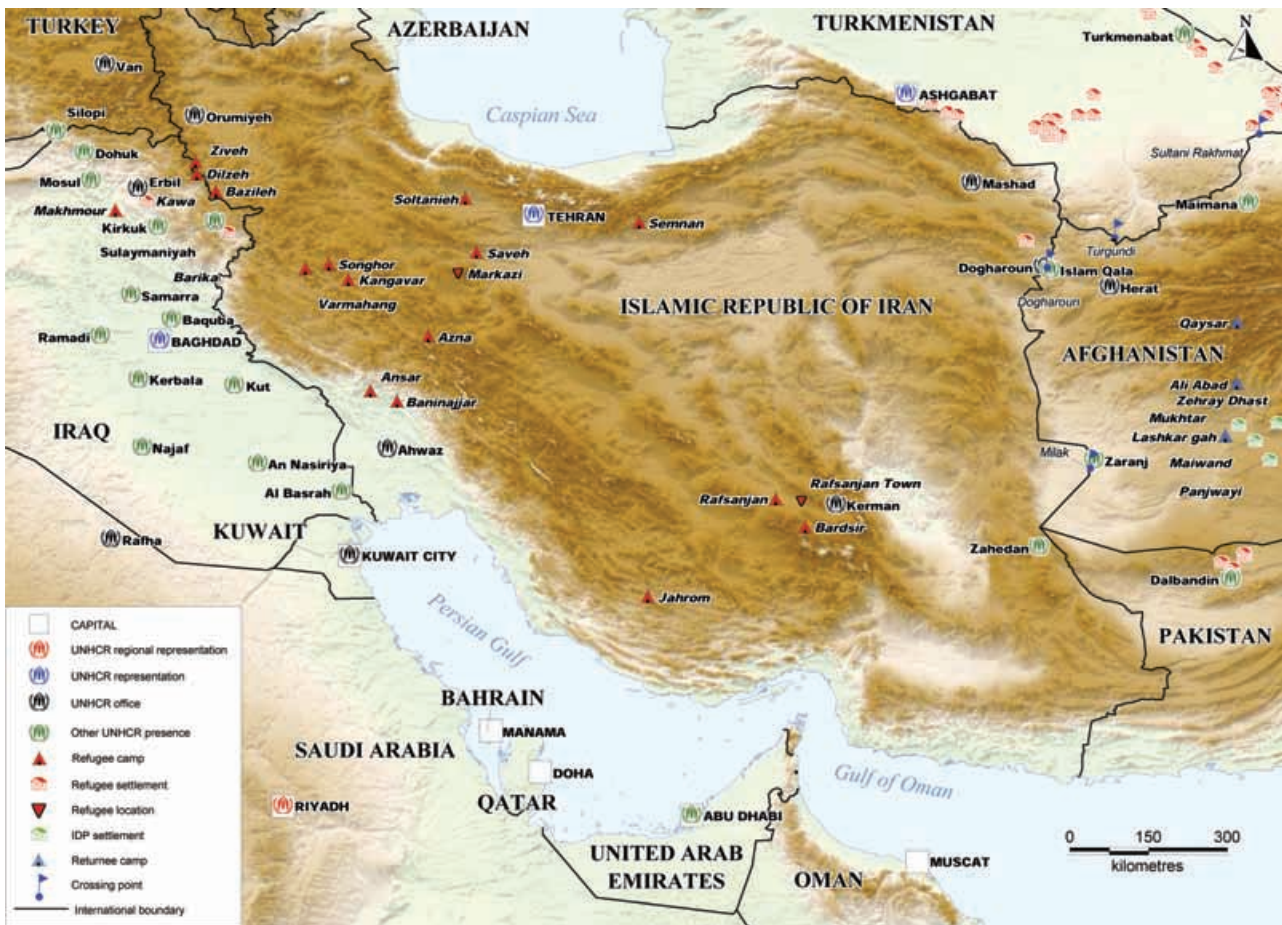 TURKEY
AZERBAIJAN
TURKMENISTAN
N
Turkmenabat
Van
Caspian Sea
ASHGABAT
Silopi
Orumiyeh
Dohuk
Ziveh
Sultani Rakhmat
Mosul
Erbil
Dilzeh
Mashad
Kawa
Bazileh
Soltanieh
Maimana
Makhmour
TEHRAN
Semnan
Kirkuk
Sulaymaniyah
Saveh
Turgundi
Barika
Songhor
Markazi
Dogharoun
Islam Qala
Kangavar
Herat
Samarra
Varmahang
ISLAMIC REPUBLIC OF IRAN
Dogharoun
Baquba
Qaysar
Ramadi
BAGHDAD
Azna
AFGHANISTAN
Kerbala
Kut
Ansar
Ali Abad
Baninajjar
Zehray Dhast
Mukhtar
IRAQ
Lashkar gah
Najaf
Ahwaz
Milak
An Nasiriya
Zaranj
Maiwand
Al Basrah
Rafsanjan Town
Panjwayi
Rafsanjan
Kerman
KUWAIT
Bardsir
Rafha
KUWAIT CITY
Zahedan
Dalbandin
Jahrom
Persian Gulf
PAKISTAN
CAPITAL
UNHCR regional representation
UNHCR representation
UNHCR office
Other UNHCR presence
Refugee camp
Refugee settlement
Refugee location
IDP settlement
Returnee camp
Crossing point
International boundary
BAHRAIN
MANAMA
SAUDI ARABIA
DOHA
Gulf of Oman
QATAR
RIYADH
ABU DHABI
UNITED ARAB
EMIRATES
OMAN
MUSCAT
0 150 300
kilometres